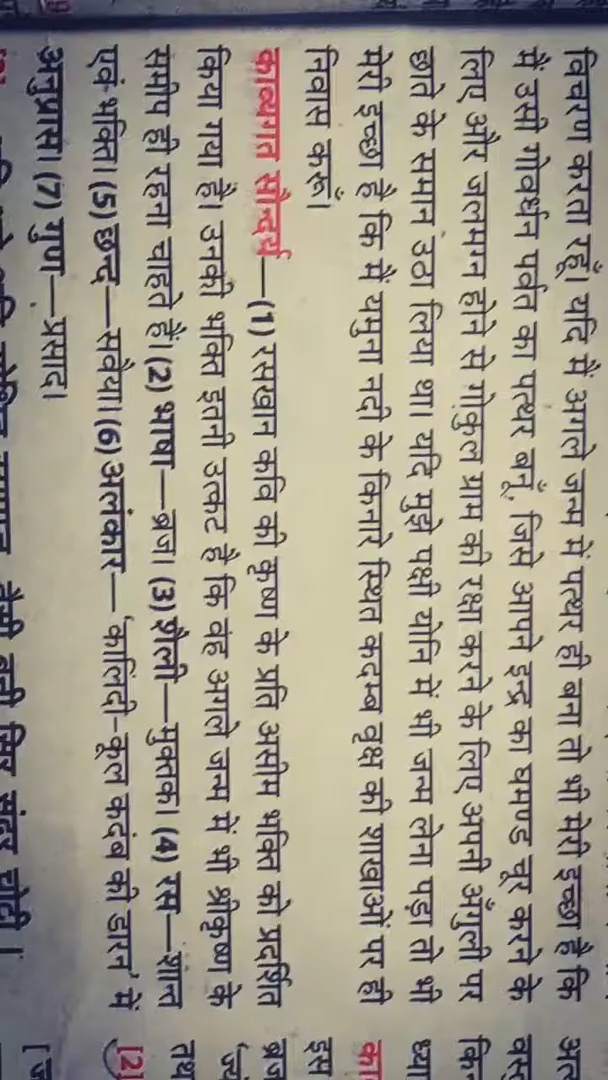 विचरण करता रहूँ। यदि मैं अगले जन्म में पत्थर ही बना तो भी मेरी इच्छा है कि
मैं उसी गोवर्धन पर्वत का पत्थर बनूँ, जिसे आपने इन्द्र का घमण्ड चूर करने के
लिए और जलमग्न होने से गोकुल ग्राम की रक्षा करने के लिए अपनी अँगुली पर
छाते के समान उठा लिया था। यदि मुझे पक्षी योनि में भी जन्म लेना पड़ा तो भी
मेरी इच्छा है कि मैं यमुना नदी के किनारे स्थित कदम्ब वृक्ष की शाखाओं पर ही
निवास करूँ।
काव्यगत सौन्दर्य—(1) रसखान कवि की कृष्ण के प्रति असीम भक्ति को प्रदर्शित
किया गया है। उनकी भक्ति इतनी उत्कट है कि वह अगले जन्म में भी श्रीकृष्ण के
समीप ही रहना चाहते हैं। (2) भाषा—ब्रज। (3) शैली—मुक्तक। (4) रस—शान्त
एवं भक्ति। (5) छन्द—सवैया। (6) अलंकार—'कालिंदी-कूल कदंब की डारन' में
अनुप्रास। (7) गुण—प्रसाद।
सिर सुंदर चोटी।
[2]